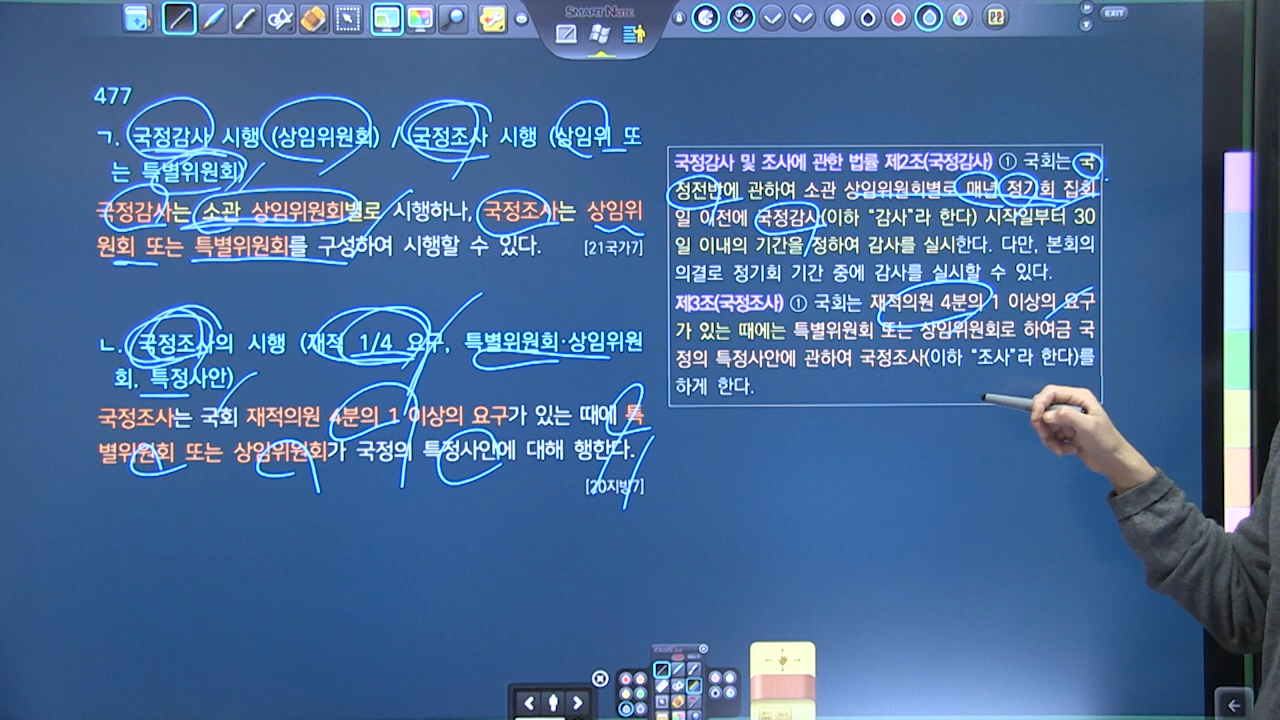 SMART NOTE
EXIT
477
ㄱ. 국정감사 시행 (상임위원회) / 국정조사 시행 (상임위 또
는 특별위원회)
국정감사는 소관 상임위원회별로 시행하나, 국정조사는 상임위
원회 또는 특별위원회를 구성하여 시행할 수 있다. [21국가7]
ㄴ. 국정조사의 시행 (재적 1/4 요구, 특별위원회·상임위원
회, 특정사안)
국정조사는 국회 재적의원 4분의 1 이상의 요구가 있는 때에 특
별위원회 또는 상임위원회가 국정의 특정사안에 대해 행한다.
[20지방7]
국정감사 및 조사에 관한 법률 제2조(국정감사) ① 국회는 국
정전반에 관하여 소관 상임위원회별로 매년 정기회 집회
일 이전에 국정감사(이하 “감사”라 한다) 시작일부터 30
일 이내의 기간을 정하여 감사를 실시한다. 다만, 본회의
의결로 정기회 기간 중에 감사를 실시할 수 있다.
제3조(국정조사) ① 국회는 재적의원 4분의 1 이상의 요구
가 있는 때에는 특별위원회 또는 상임위원회로 하여금 국
정의 특정사안에 관하여 국정조사(이하 “조사”라 한다)를
하게 한다.